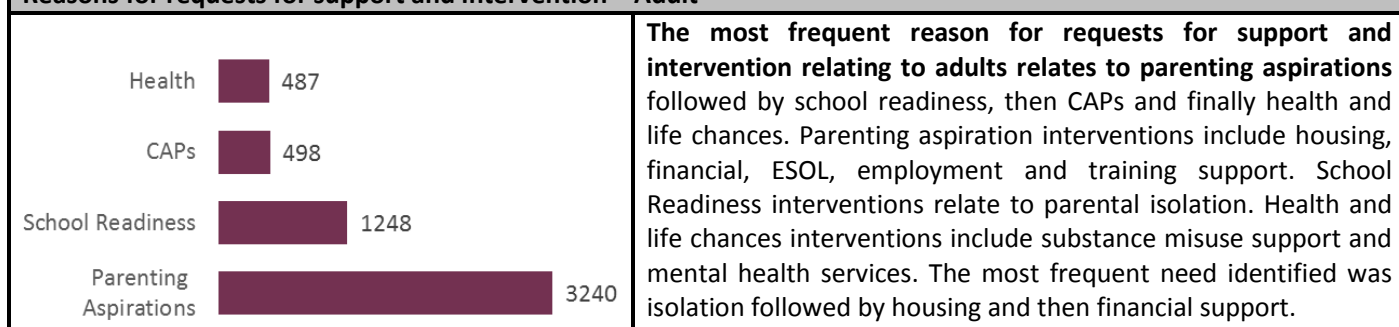 Reasons for requests for support and intervention – Adult
Health 487
CAPs 498
School Readiness 1248
Parenting
Aspirations 3240
The most frequent reason for requests for support and
intervention relating to adults relates to parenting aspirations
followed by school readiness, then CAPs and finally health and
life chances. Parenting aspiration interventions include housing,
financial, ESOL, employment and training support. School
Readiness interventions relate to parental isolation. Health and
life chances interventions include substance misuse support and
mental health services. The most frequent need identified was
isolation followed by housing and then financial support.